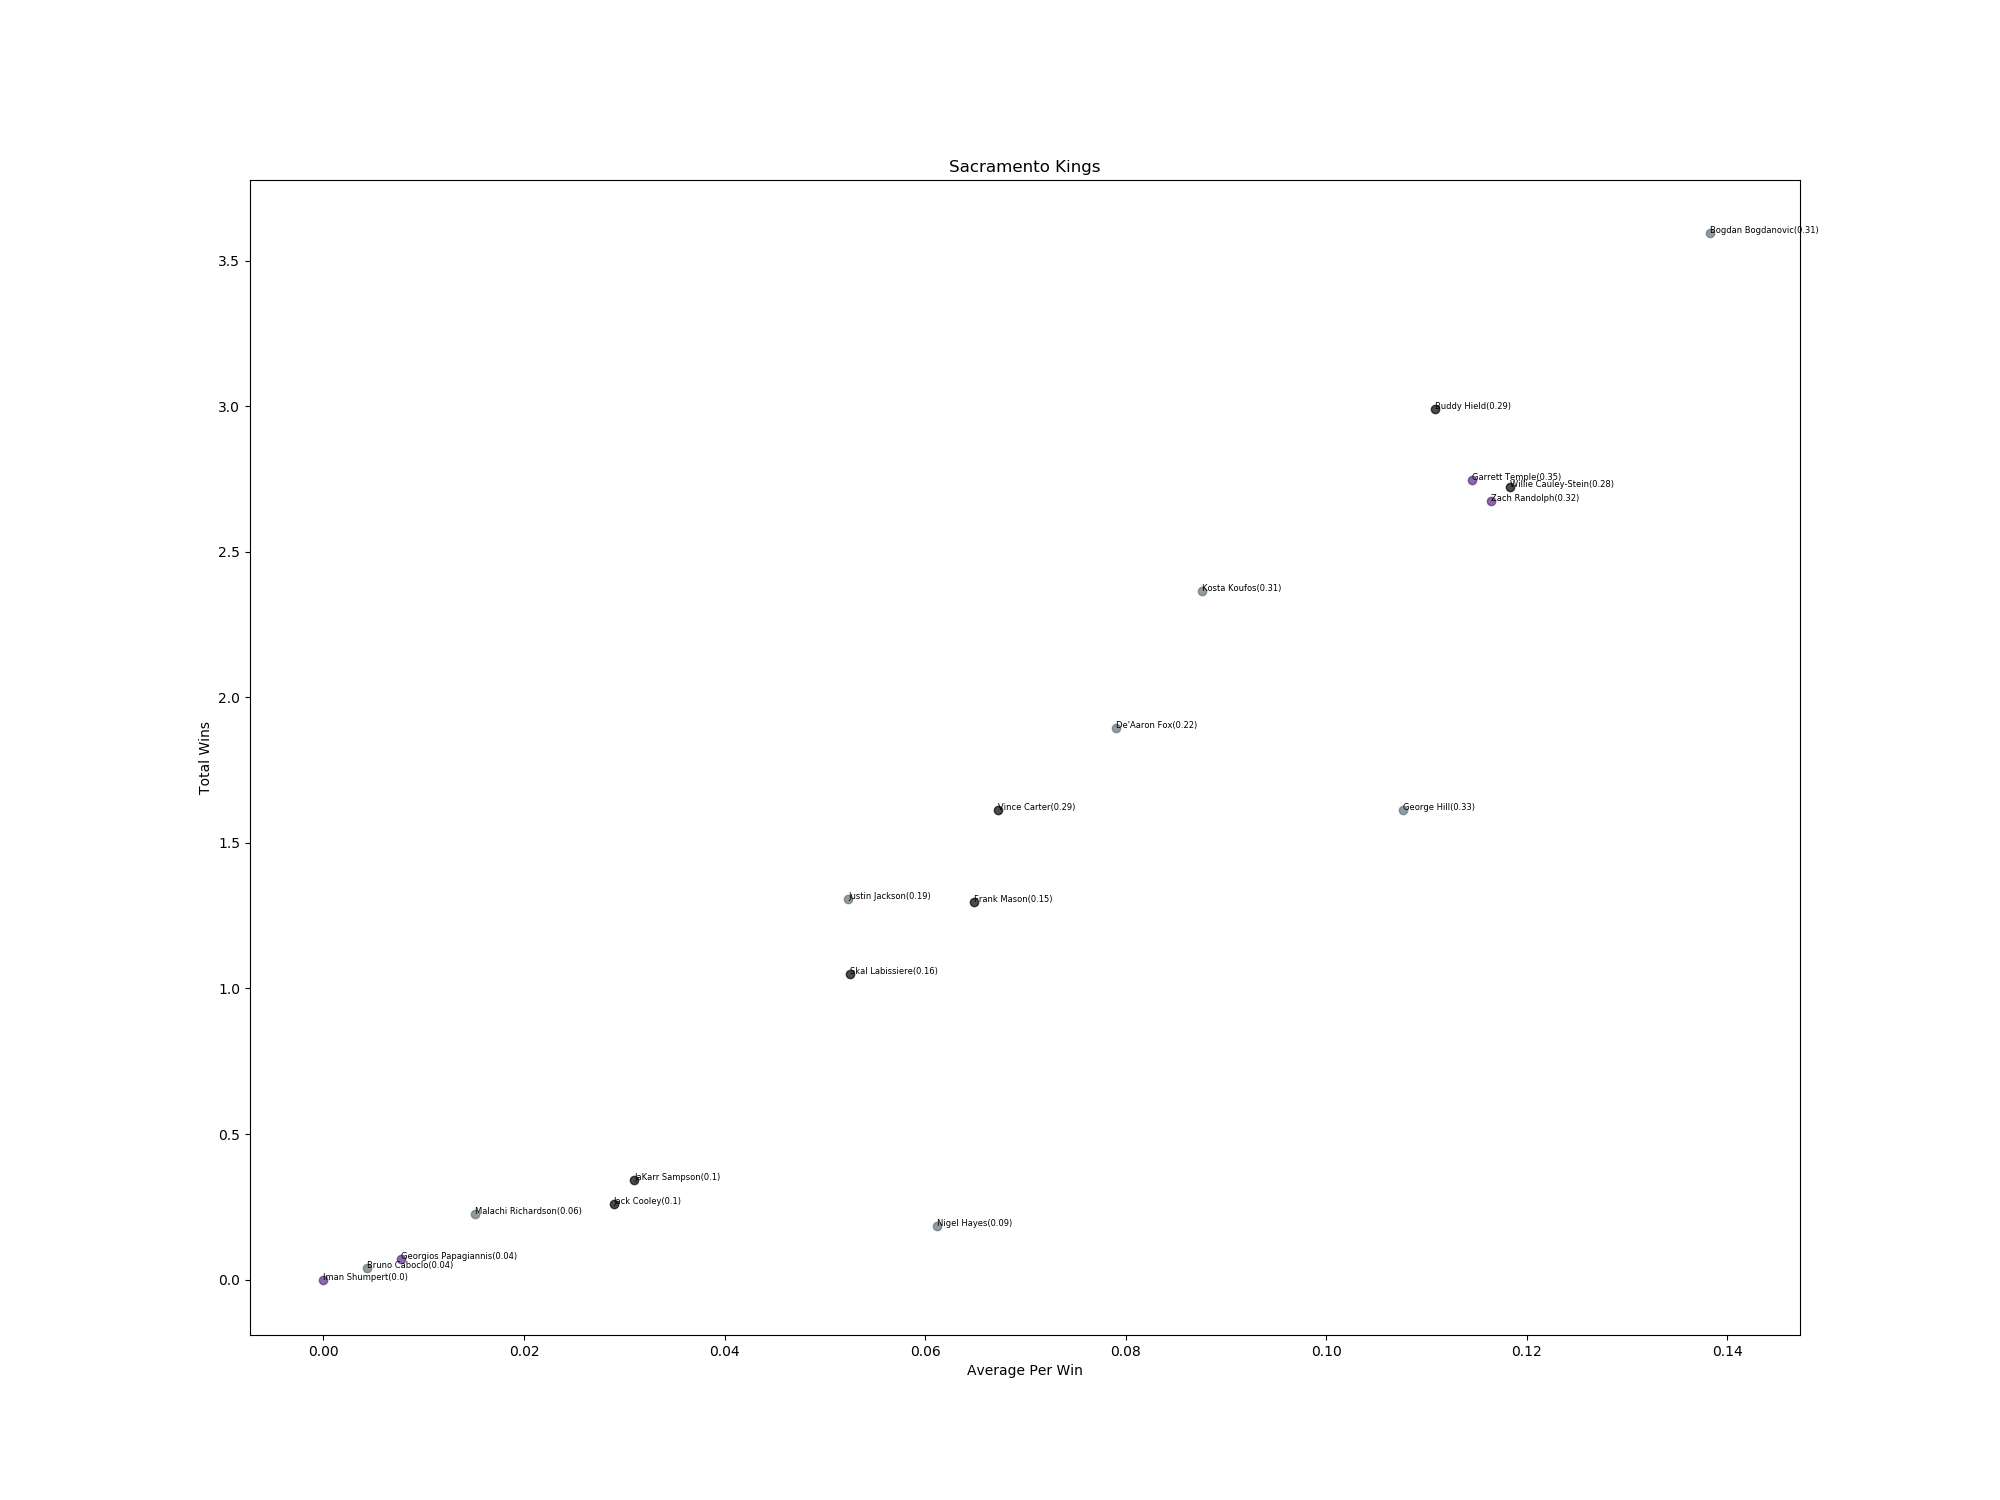 Sacramento Kings
Bogdan Bogdanovic(0.31)
3.5
3.0
Buddy Hield(0.29)
Garrett Temple(0.35)
Willie Cauley-Stein(0.28)
Zach Randolph(0.32)
2.5
Kosta Koufos(0.31)
2.0
De'Aaron Fox(0.22)
Total Wins
Vince Carter(0.29)
George Hill(0.33)
1.5
Justin Jackson(0.19)
Frank Mason(0.15)
Skal Labissiere(0.16)
1.0
0.5
JaKarr Sampson(0.1)
Jack Cooley(0.1)
Malachi Richardson(0.06)
Nigel Hayes(0.09)
Georgios Papagiannis(0.04)
Bruno Caboclo(0.04)
Iman Shumpert(0.0)
0.0
0.00 0.02 0.04 0.06 0.08 0.10 0.12 0.14
Average Per Win